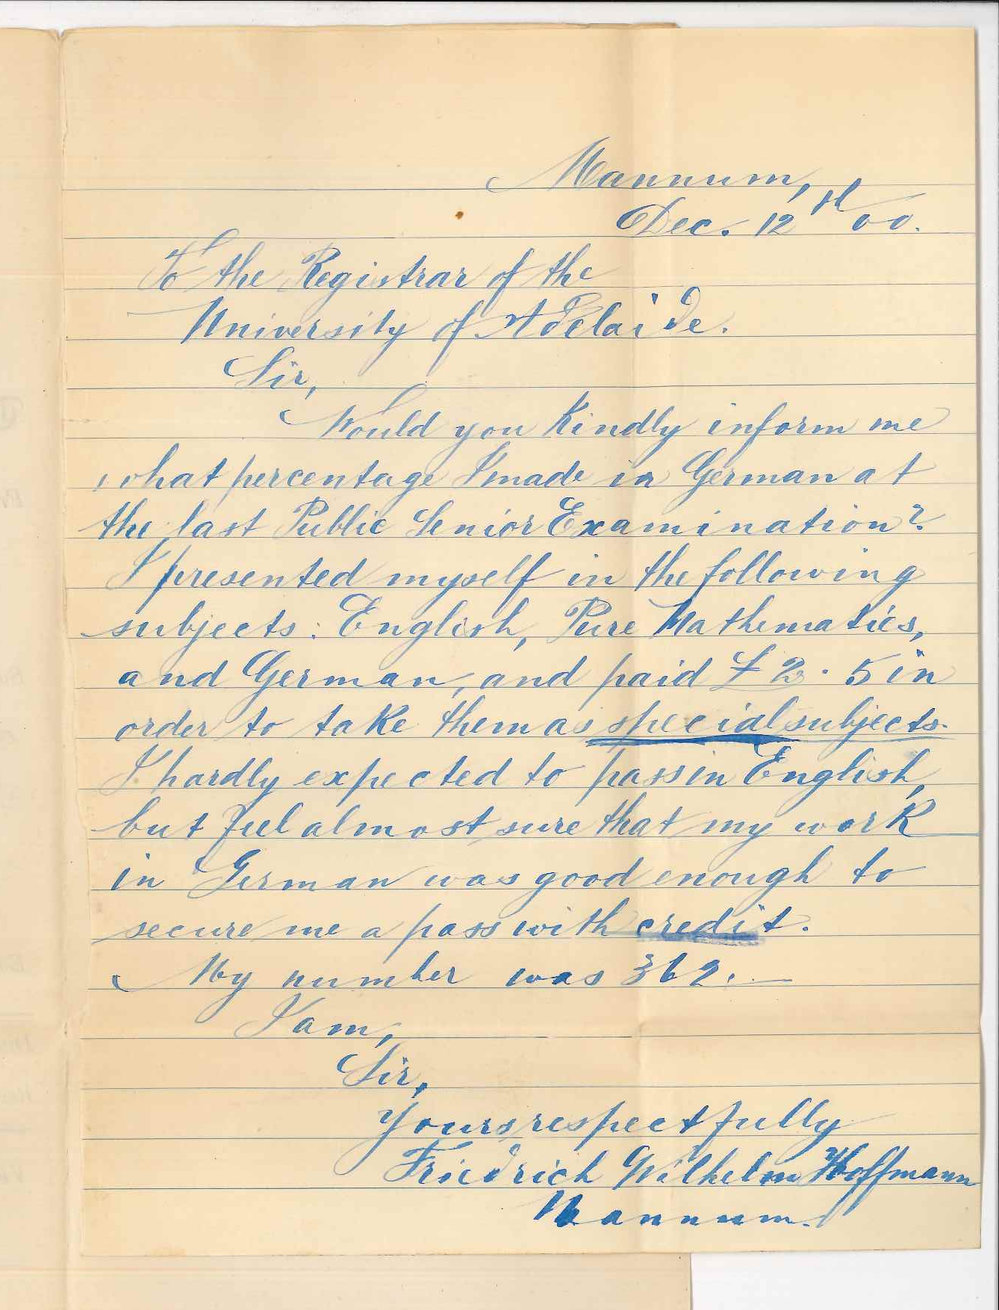 Mannum,
Dec. 12th 00.
To the Registrar of the
University of Adelaide.
Sir,
Would you kindly inform me
what percentage I made in German at
the last Public Senior Examination?
I presented myself in the following
subjects: English, Pure Mathematics,
and German, and paid £2. 5 in
order to take them as special subjects.
I hardly expected to pass in English,
but feel almost sure that my work
in German was good enough to
secure me a pass with credit.
My number was 362.—
I am,
Sir,
Yours respectfully
Friedrich Wilhelm Hoffmann
Mannum.